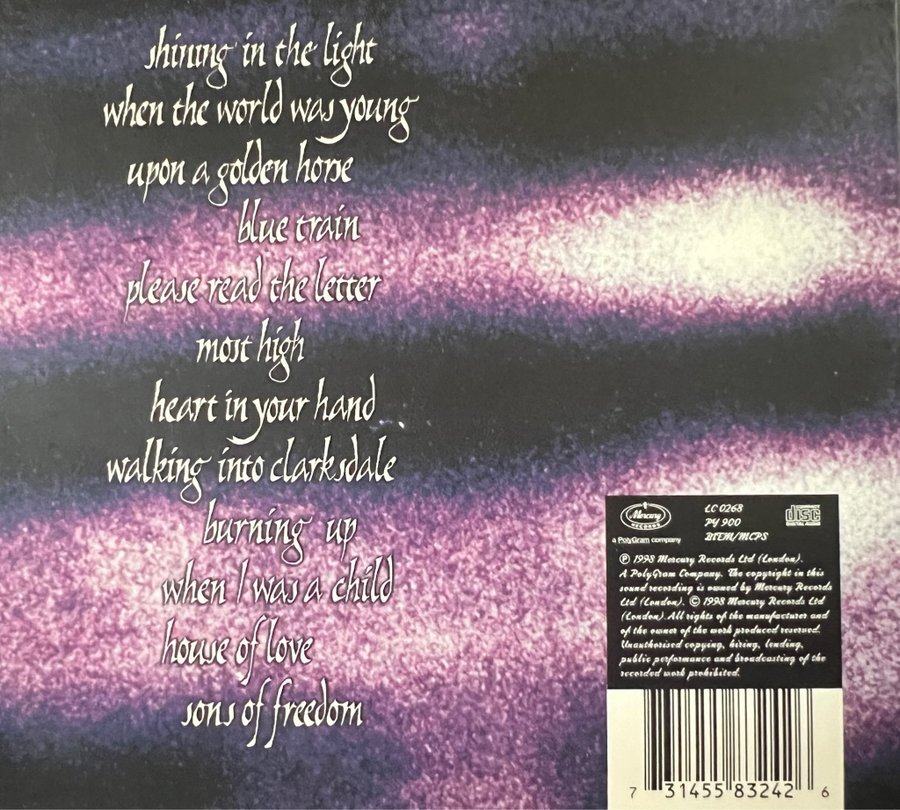 shining in the light
when the world was young
upon a golden horse
blue train
please read the letter
most high
heart in your hand
walking into clarksdale
burning up
when I was a child
house of love
sons of freedom
Mercury
RECORDS
a PolyGram company
LC 0268
PY 900
BIEM/MCPS
COMPACT
disc
DIGITAL AUDIO
℗ 1998 Mercury Records Ltd (London).
A PolyGram Company. The copyright in this
sound recording is owned by Mercury Records
Ltd (London). © 1998 Mercury Records Ltd
(London). All rights of the manufacturer and
of the owner of the work produced reserved.
Unauthorised copying, hiring, lending,
public performance and broadcasting of the
recorded work prohibited.
7 31455 83242 6